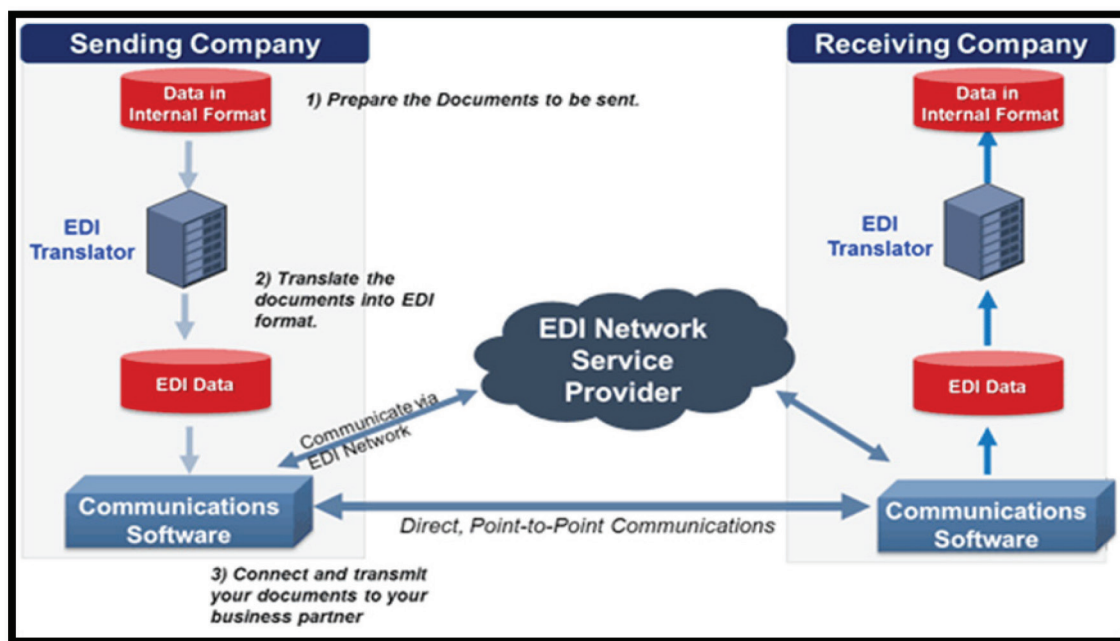 Sending Company
Data in
Internal Format
1) Prepare the Documents to be sent.
EDI
Translator
2) Translate the
documents into EDI
format.
EDI Data
Communicate via
EDI Network
Communications
Software
3) Connect and transmit
your documents to your
business partner
EDI Network
Service
Provider
Direct, Point-to-Point Communications
Receiving Company
Data in
Internal Format
EDI
Translator
EDI Data
Communications
Software